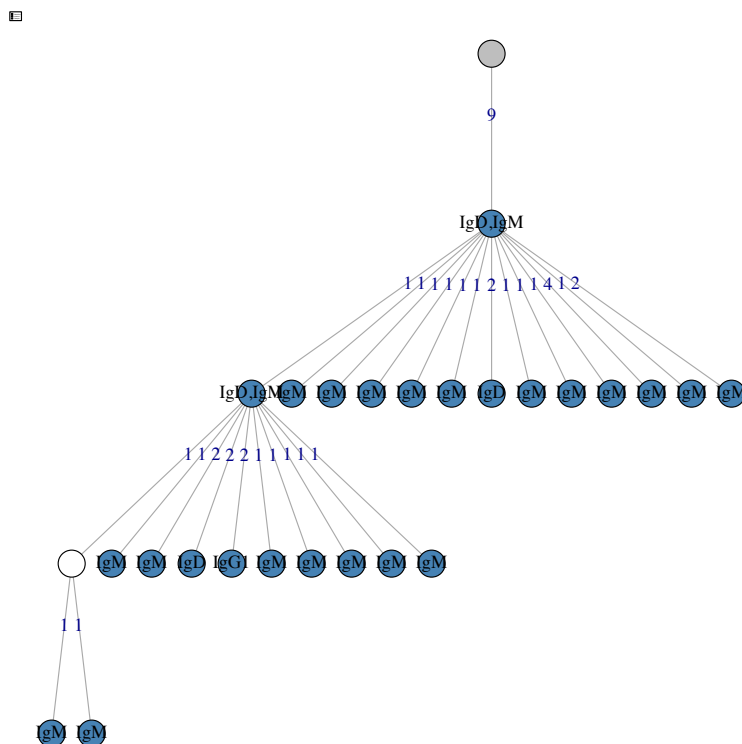 9
IgD,IgM
1 1 1 1 1 1 2 1 1 1 4 1 2
IgD,IgM IgM IgM IgM IgM IgM IgD IgM IgM IgM IgM IgM IgM
1 1 2 2 2 1 1 1 1 1
IgM IgM IgD IgG1 IgM IgM IgM IgM IgM
1 1
IgM IgM